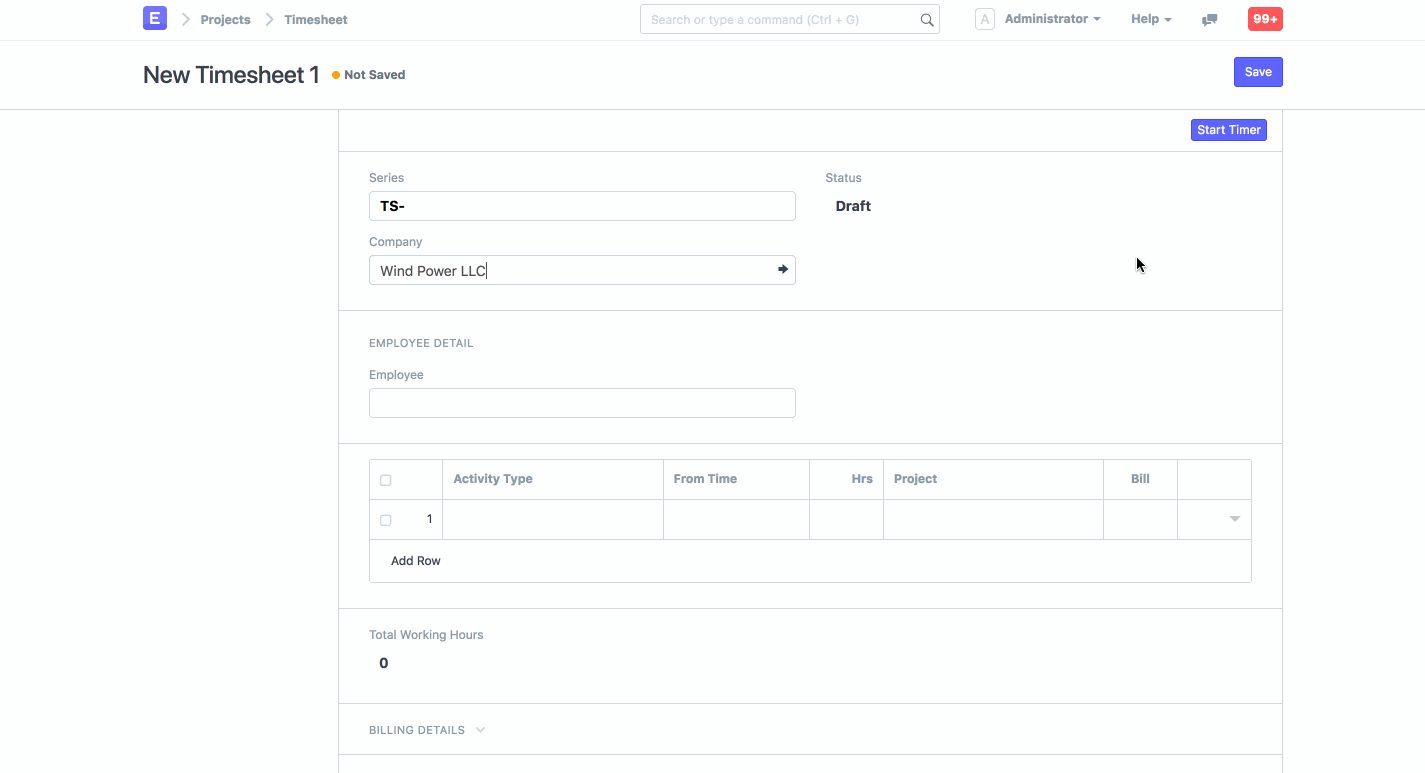 E Projects Timesheet Search or type a command (Ctrl + G) A Administrator Help 99+
New Timesheet 1 Not Saved Save
Start Timer
Series Status
TS- Draft
Company
Wind Power LLC
EMPLOYEE DETAIL
Employee
Activity Type From Time Hrs Project Bill
1
Add Row
Total Working Hours
0
BILLING DETAILS